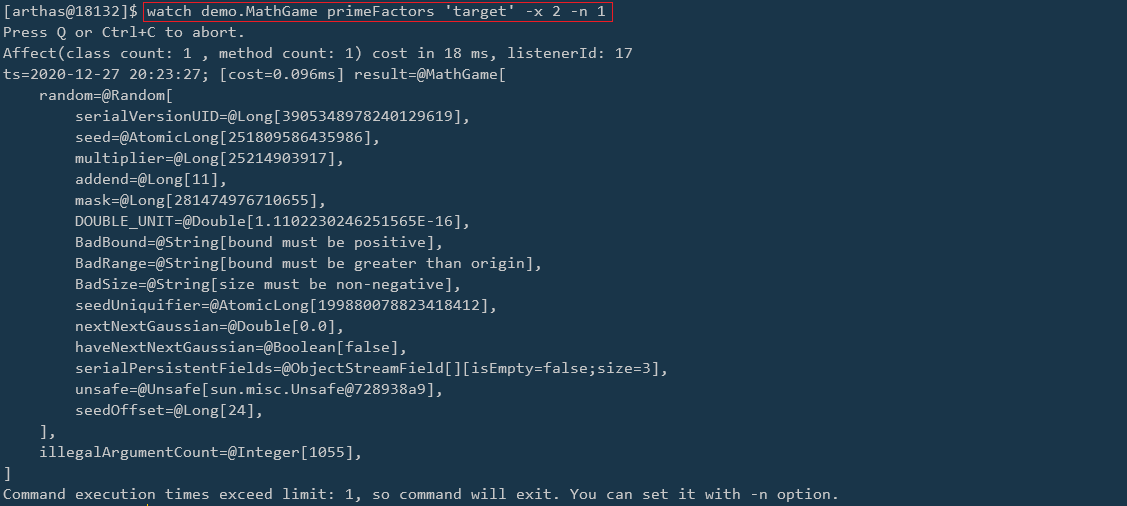 [arthas@18132]$ watch demo.MathGame primeFactors 'target' -x 2 -n 1
Press Q or Ctrl+C to abort.
Affect(class count: 1 , method count: 1) cost in 18 ms, listenerId: 17
ts=2020-12-27 20:23:27; [cost=0.096ms] result=@MathGame[
    random=@Random[
        serialVersionUID=@Long[3905348978240129619],
        seed=@AtomicLong[251809586435986],
        multiplier=@Long[25214903917],
        addend=@Long[11],
        mask=@Long[281474976710655],
        DOUBLE_UNIT=@Double[1.1102230246251565E-16],
        BadBound=@String[bound must be positive],
        BadRange=@String[bound must be greater than origin],
        BadSize=@String[size must be non-negative],
        seedUniquifier=@AtomicLong[199880078823418412],
        nextNextGaussian=@Double[0.0],
        haveNextNextGaussian=@Boolean[false],
        serialPersistentFields=@ObjectStreamField[][isEmpty=false;size=3],
        unsafe=@Unsafe[sun.misc.Unsafe@728938a9],
        seedOffset=@Long[24],
    ],
    illegalArgumentCount=@Integer[1055],
]
Command execution times exceed limit: 1, so command will exit. You can set it with -n option.